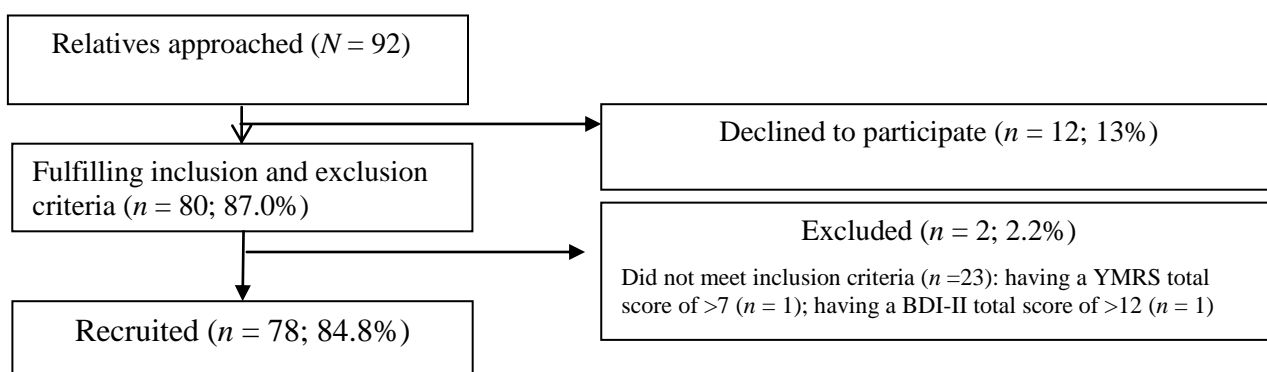 Relatives approached (N = 92)
Declined to participate (n = 12; 13%)
Fulfilling inclusion and exclusion
criteria (n = 80; 87.0%)
Excluded (n = 2; 2.2%)
Did not meet inclusion criteria (n =23): having a YMRS total
score of >7 (n = 1); having a BDI-II total score of >12 (n = 1)
Recruited (n = 78; 84.8%)